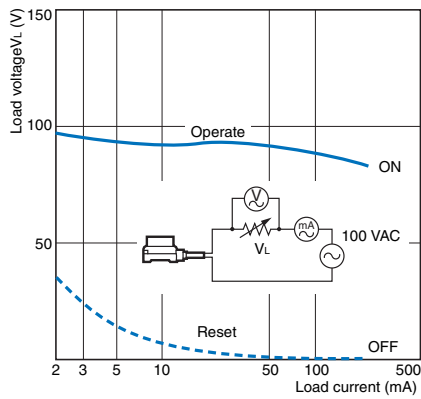 Load voltageVL (V)
150
100
50
0
Operate
ON
V
mA
100 VAC
VL
Reset
OFF
2 3 5 10 50 100 500
Load current (mA)